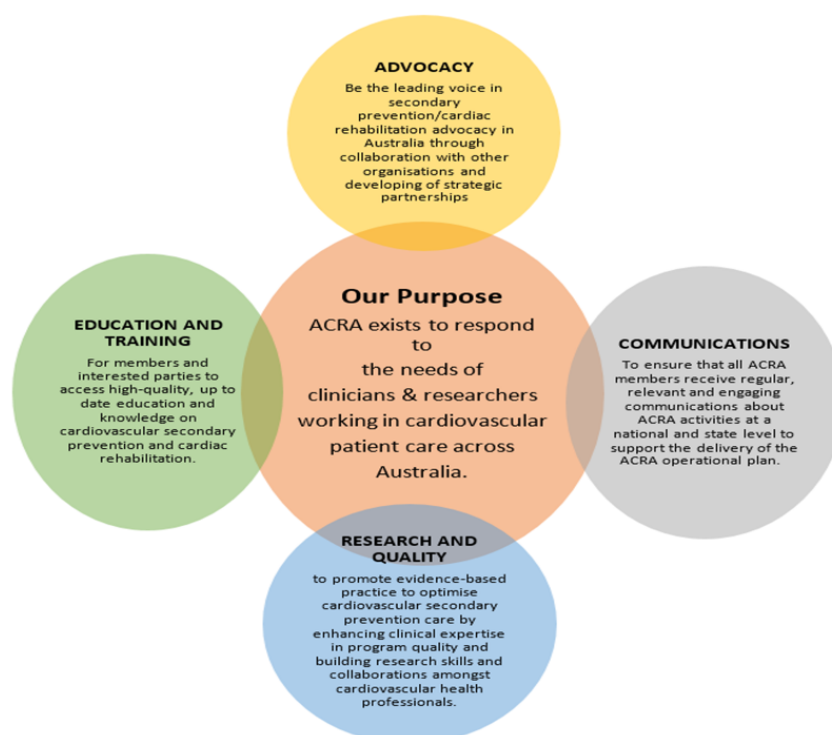 ADVOCACY
Be the leading voice in
secondary
prevention/cardiac
rehabilitation advocacy in
Australia through
collaboration with other
organisations and
developing of strategic
partnerships
Our Purpose
ACRA exists to respond
to
the needs of
clinicians & researchers
working in cardiovascular
patient care across
Australia.
EDUCATION AND
TRAINING
For members and
interested parties to
access high-quality, up to
date education and
knowledge on
cardiovascular secondary
prevention and cardiac
rehabilitation.
COMMUNICATIONS
To ensure that all ACRA
members receive regular,
relevant and engaging
communications about
ACRA activities at a
national and state level to
support the delivery of the
ACRA operational plan.
RESEARCH AND
QUALITY
to promote evidence-based
practice to optimise
cardiovascular secondary
prevention care by
enhancing clinical expertise
in program quality and
building research skills and
collaborations amongst
cardiovascular health
professionals.